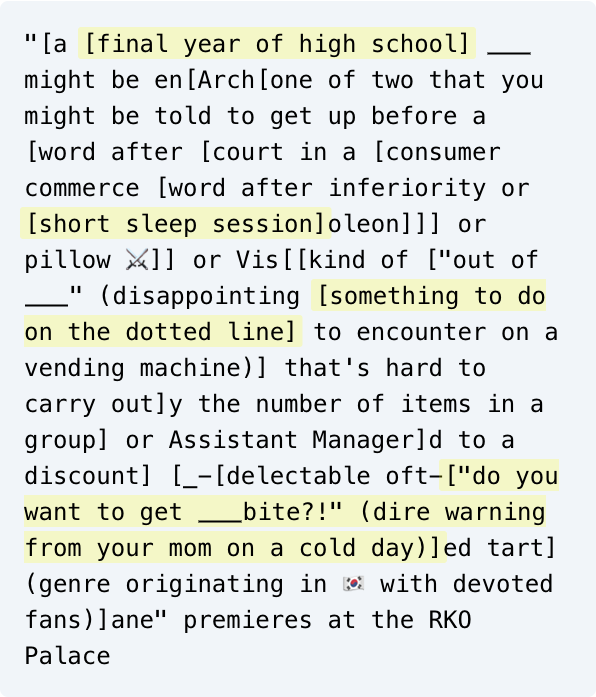 "[a [final year of high school] ___
might be en[Arch[one of two that you
might be told to get up before a
[word after [court in a [consumer
commerce [word after inferiority or
[short sleep session]oleon]]] or
pillow ⚔️]] or Vis[[kind of ["out of
___" (disappointing [something to do
on the dotted line] to encounter on a
vending machine)] that's hard to
carry out]y the number of items in a
group] or Assistant Manager]d to a
discount] [_–[delectable oft–["do you
want to get ___bite?!" (dire warning
from your mom on a cold day)]ed tart]
(genre originating in 🇰🇷 with devoted
fans)]ane" premieres at the RKO
Palace